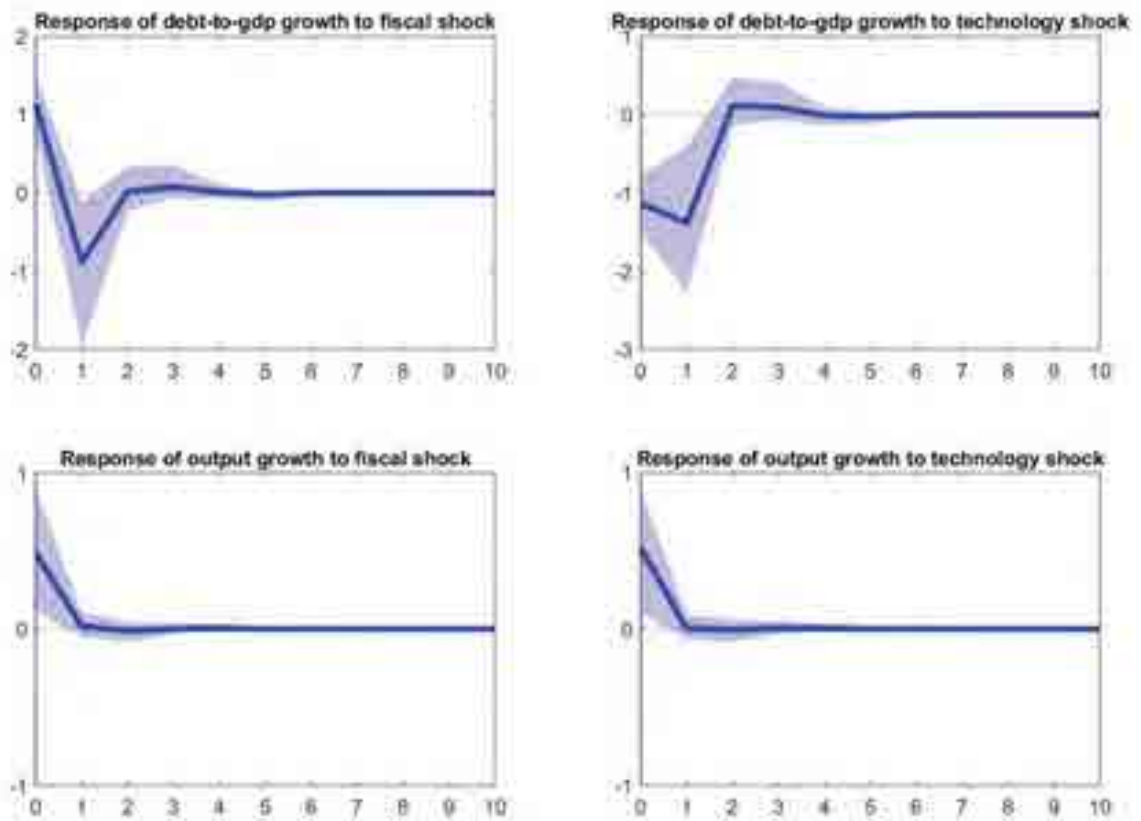 Response of debt-to-gdp growth to fiscal shock
2
1
0
-1
-2
0 1 2 3 4 5 6 7 8 9 10
Response of debt-to-gdp growth to technology shock
1
0
-1
-2
-3
0 1 2 3 4 5 6 7 8 9 10
Response of output growth to fiscal shock
1
0
-1
0 1 2 3 4 5 6 7 8 9 10
Response of output growth to technology shock
1
0
-1
0 1 2 3 4 5 6 7 8 9 10